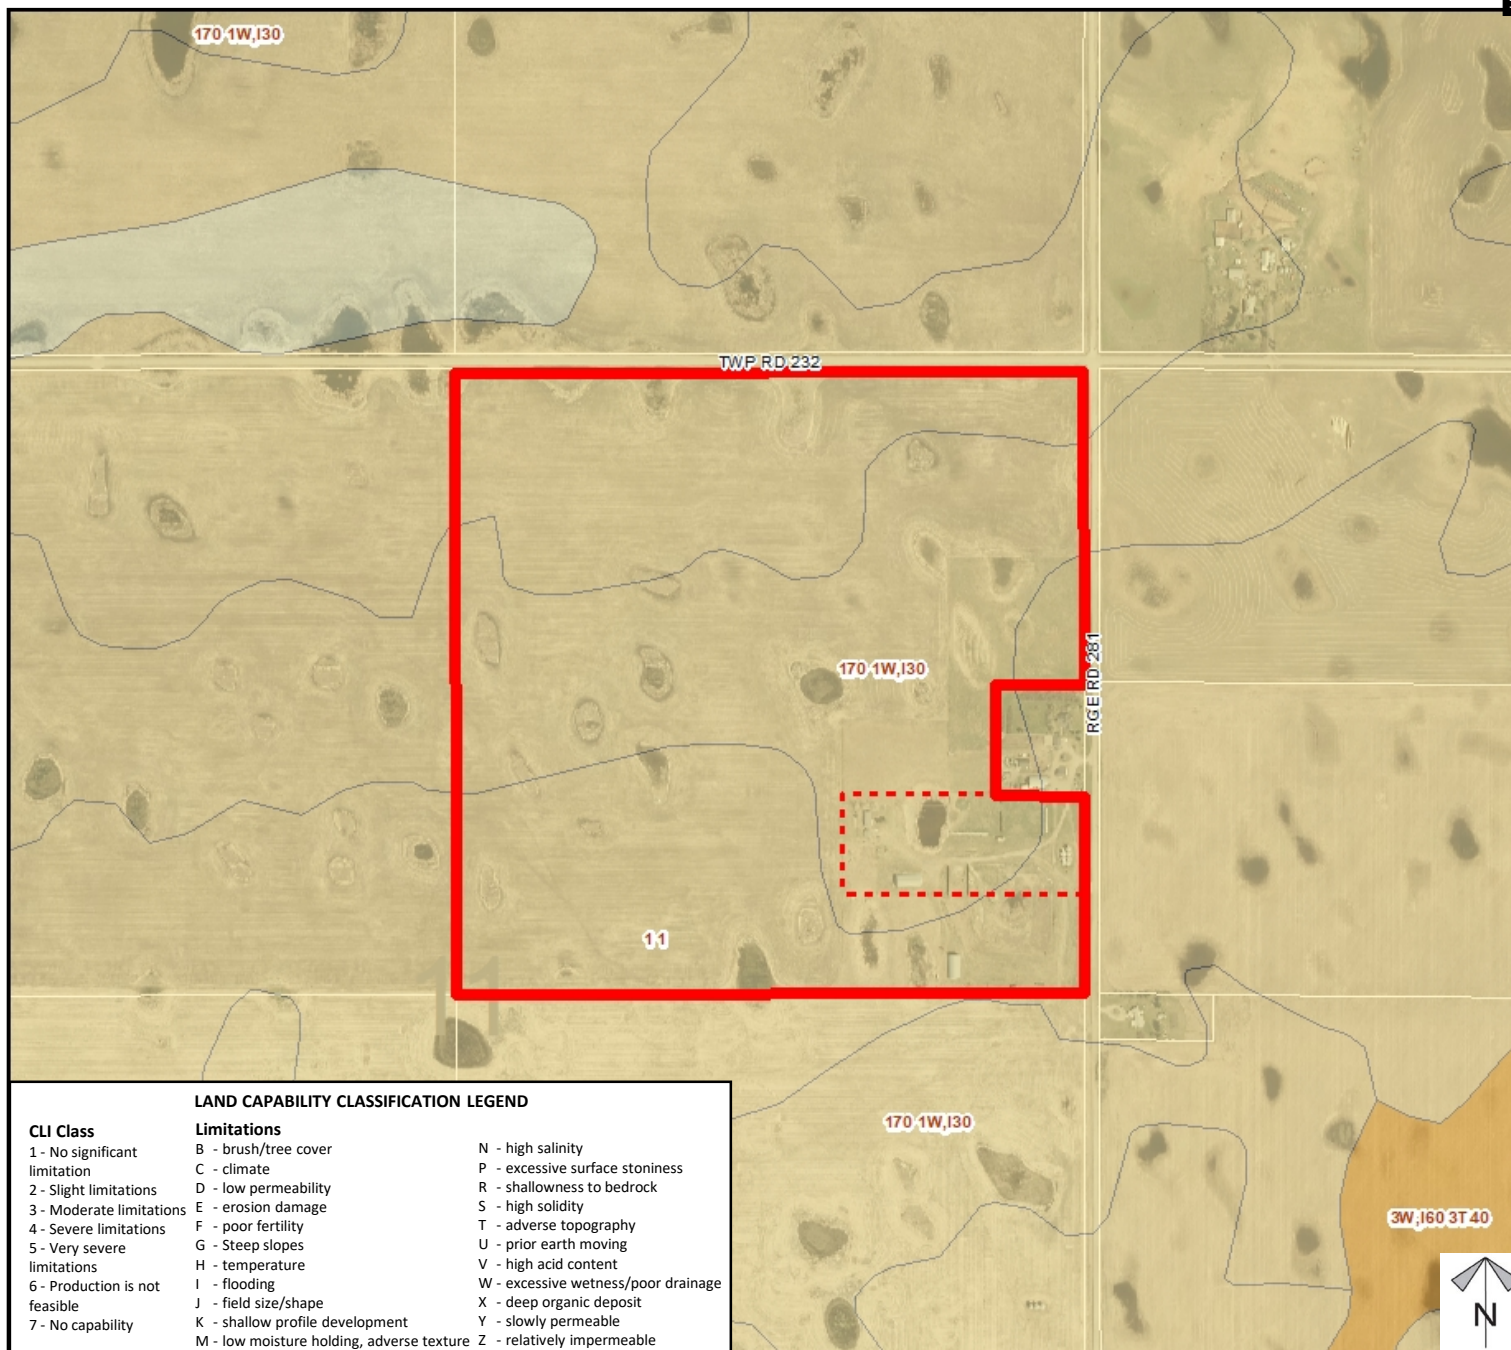 170 1W,I30
TWP RD 232
RGE RD 281
170 1W,I30
1 1
11
170 1W,I30
3W,I60 3T 40
N
LAND CAPABILITY CLASSIFICATION LEGEND
CLI Class
1 - No significant
limitation
2 - Slight limitations
3 - Moderate limitations
4 - Severe limitations
5 - Very severe
limitations
6 - Production is not
feasible
7 - No capability
Limitations
B - brush/tree cover
C - climate
D - low permeability
E - erosion damage
F - poor fertility
G - Steep slopes
H - temperature
I - flooding
J - field size/shape
K - shallow profile development
M - low moisture holding, adverse texture
N - high salinity
P - excessive surface stoniness
R - shallowness to bedrock
S - high solidity
T - adverse topography
U - prior earth moving
V - high acid content
W - excessive wetness/poor drainage
X - deep organic deposit
Y - slowly permeable
Z - relatively impermeable